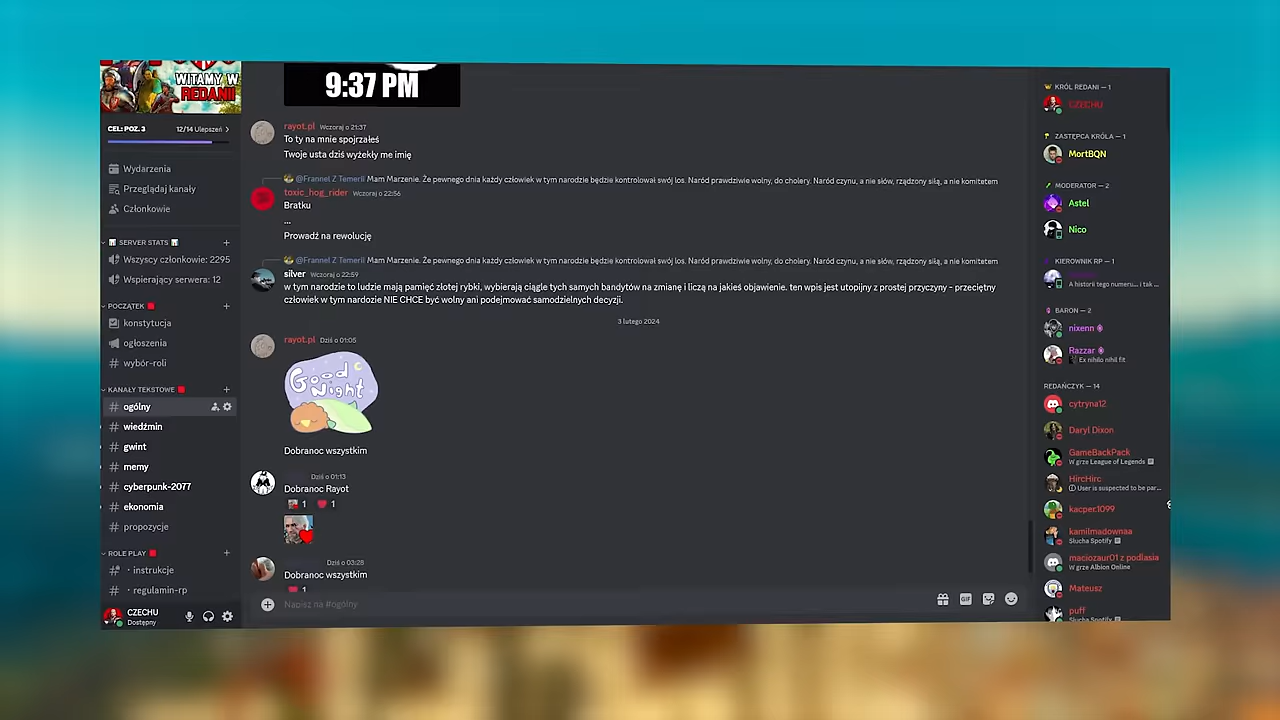 WITAMY W
REDANII
CEL: POZ. 3
12/14 Ulepszeń
Wydarzenia
Przeglądaj kanały
Członkowie
SERVER STATS
Wszyscy członkowie: 2295
Wspierający serwera: 12
POCZĄTEK
konstytucja
ogłoszenia
wybór-roli
KANAŁY TEKSTOWE
ogólny
wiedźmin
gwint
memy
cyberpunk-2077
ekonomia
propozycje
ROLE PLAY
· instrukcje
· regulamin-rp
CZECHU
Dostępny
9:37 PM
rayot.pl Wczoraj o 21:37
To ty na mnie spojrzałeś
Twoje usta dziś wyżekły me imię
@Frannel Z Temerii Mam Marzenie. Że pewnego dnia każdy człowiek w tym narodzie będzie kontrolował swój los. Naród prawdziwie wolny, do cholery. Naród czynu, a nie słów, rządzony siłą, a nie komitetem
toxic_hog_rider Wczoraj o 22:56
Bratku
...
Prowadź na rewolucję
@Frannel Z Temerii Mam Marzenie. Że pewnego dnia każdy człowiek w tym narodzie będzie kontrolował swój los. Naród prawdziwie wolny, do cholery. Naród czynu, a nie słów, rządzony siłą, a nie komitetem
silver Wczoraj o 22:59
w tym narodzie to ludzie mają pamięć złotej rybki, wybierają ciągle tych samych bandytów na zmianę i liczą na jakieś objawienie. ten wpis jest utopijny z prostej przyczyny - przeciętny
człowiek w tym nardozie NIE CHCE być wolny ani podejmować samodzielnych decyzji.
3 lutego 2024
rayot.pl Dziś o 01:05
Good
Night
Dobranoc wszystkim
Dziś o 01:13
Dobranoc Rayot
1 1
Dziś o 03:28
Dobranoc wszystkim
1
Napisz na #ogólny
GIF
KRÓL REDANI — 1
CZECHU
ZASTĘPCA KRÓLA — 1
MortBQN
MODERATOR — 2
Astel
Nico
KIEROWNIK RP — 1
A historii tego numeru... i tak ...
BARON — 2
nixenn
Razzar
Ex nihilo nihil fit
REDAŃCZYK — 14
cytryna12
Daryl Dixon
GameBackPack
W grze League of Legends
HircHirc
User is suspected to be par...
kacper.1099
kamilmadownaa
Słucha Spotify
maciozaur01 z podlasia
W grze Albion Online
Mateusz
puff
Słucha Spotify